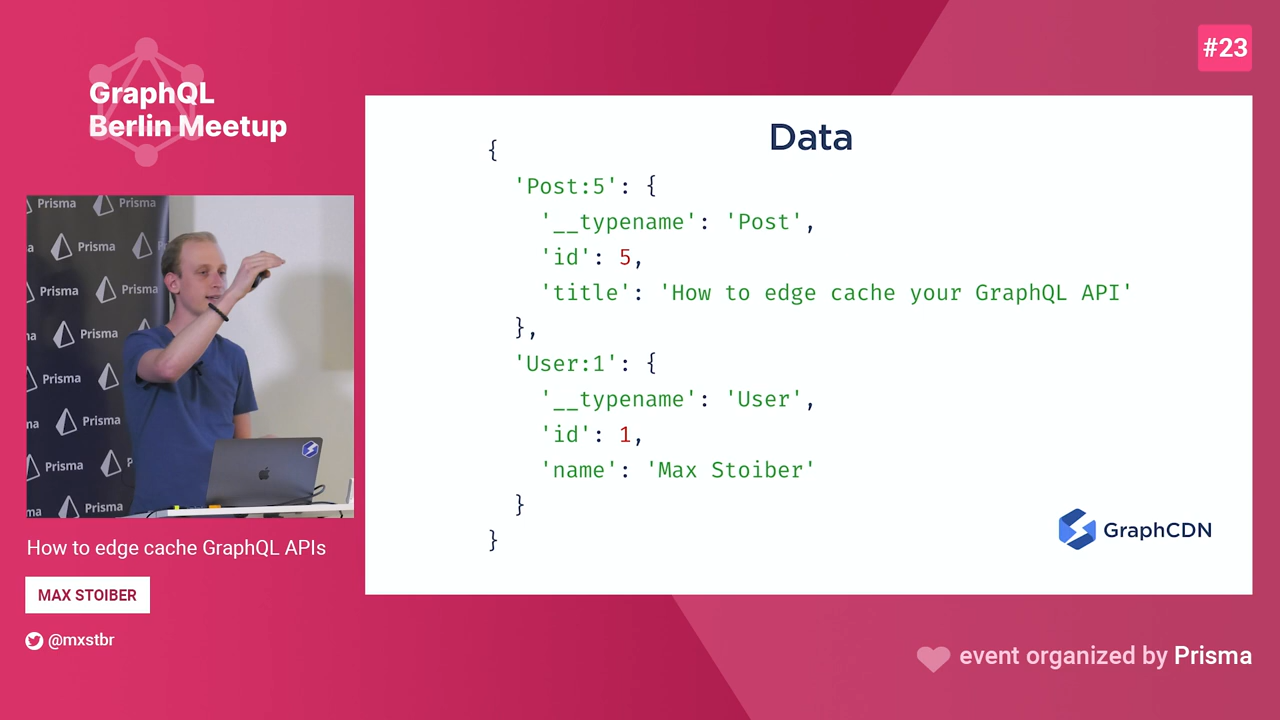 #23
GraphQL
Berlin Meetup
Data
{
'Post:5': {
'__typename': 'Post',
'id': 5,
'title': 'How to edge cache your GraphQL API'
},
'User:1': {
'__typename': 'User',
'id': 1,
'name': 'Max Stoiber'
}
}
GraphCDN
Prisma Prisma
Prisma
Prisma Prisma
Prisma
Prisma
Prisma
Prisma
Prisma
How to edge cache GraphQL APIs
MAX STOIBER
@mxstbr
event organized by Prisma